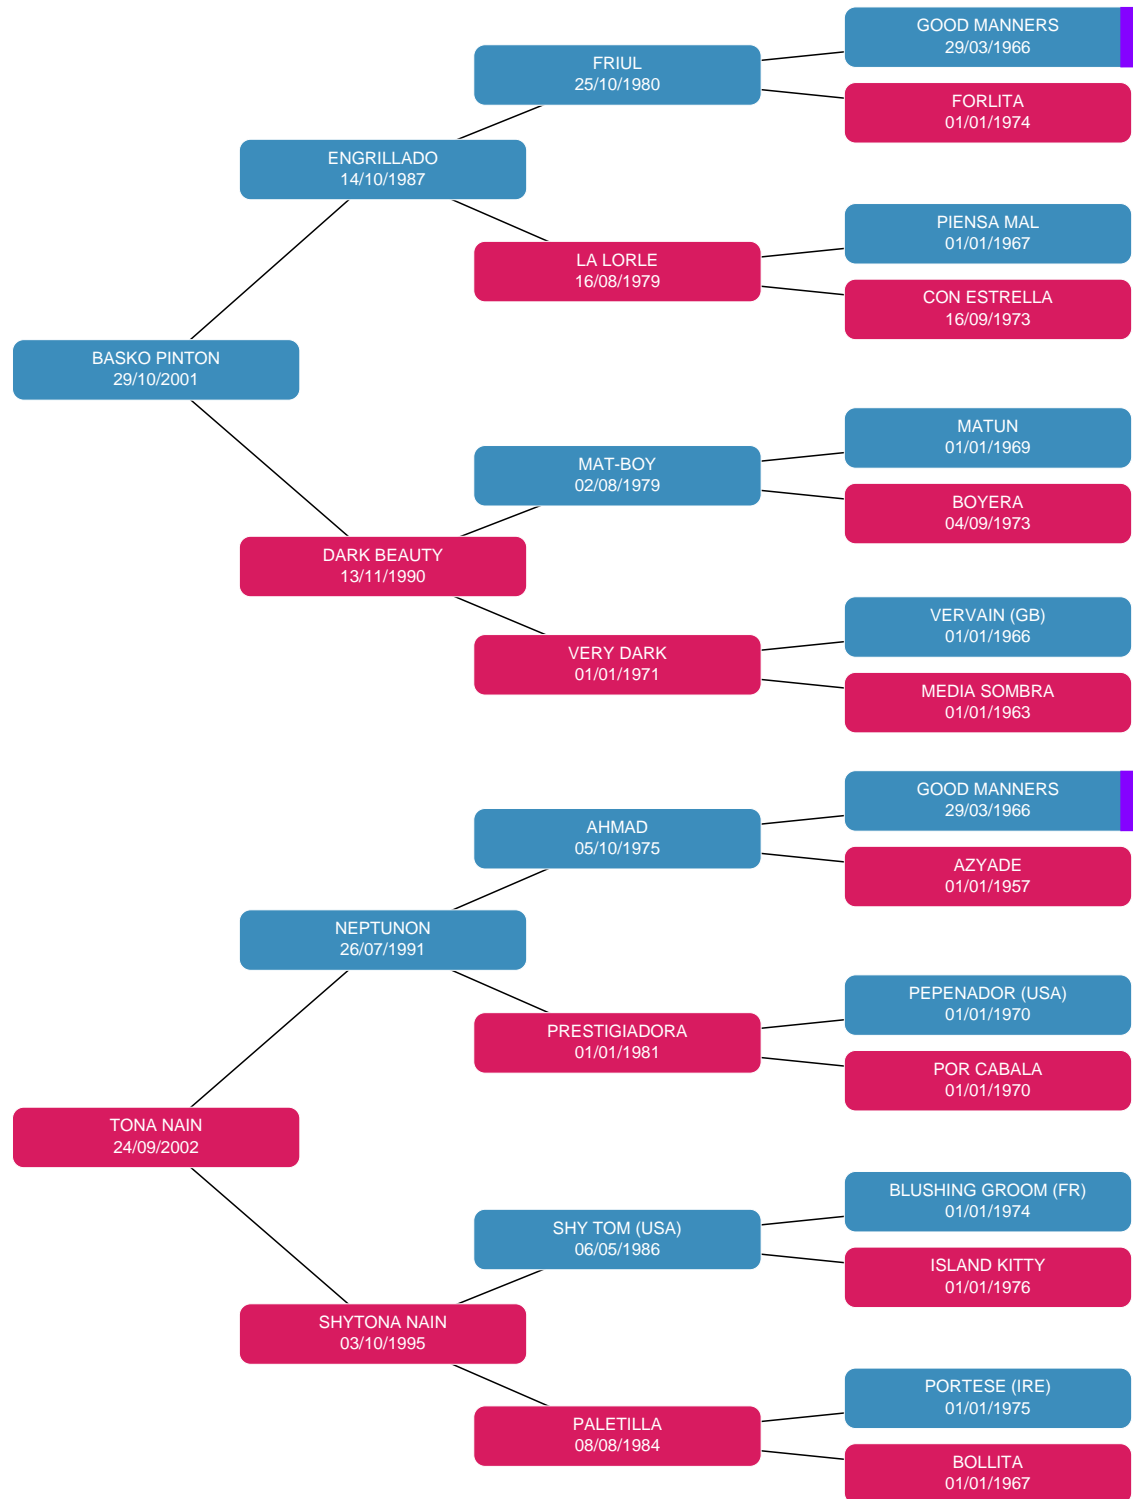 GOOD MANNERS
29/03/1966
FRIUL
25/10/1980
FORLITA
01/01/1974
ENGRILLADO
14/10/1987
PIENSA MAL
01/01/1967
LA LORLE
16/08/1979
CON ESTRELLA
16/09/1973
BASKO PINTON
29/10/2001
MATUN
01/01/1969
MAT-BOY
02/08/1979
BOYERA
04/09/1973
DARK BEAUTY
13/11/1990
VERVAIN (GB)
01/01/1966
VERY DARK
01/01/1971
MEDIA SOMBRA
01/01/1963
GOOD MANNERS
29/03/1966
AHMAD
05/10/1975
AZYADE
01/01/1957
NEPTUNON
26/07/1991
PEPENADOR (USA)
01/01/1970
PRESTIGIADORA
01/01/1981
POR CABALA
01/01/1970
TONA NAIN
24/09/2002
BLUSHING GROOM (FR)
01/01/1974
SHY TOM (USA)
06/05/1986
ISLAND KITTY
01/01/1976
SHYTONA NAIN
03/10/1995
PORTESE (IRE)
01/01/1975
PALETILLA
08/08/1984
BOLLITA
01/01/1967